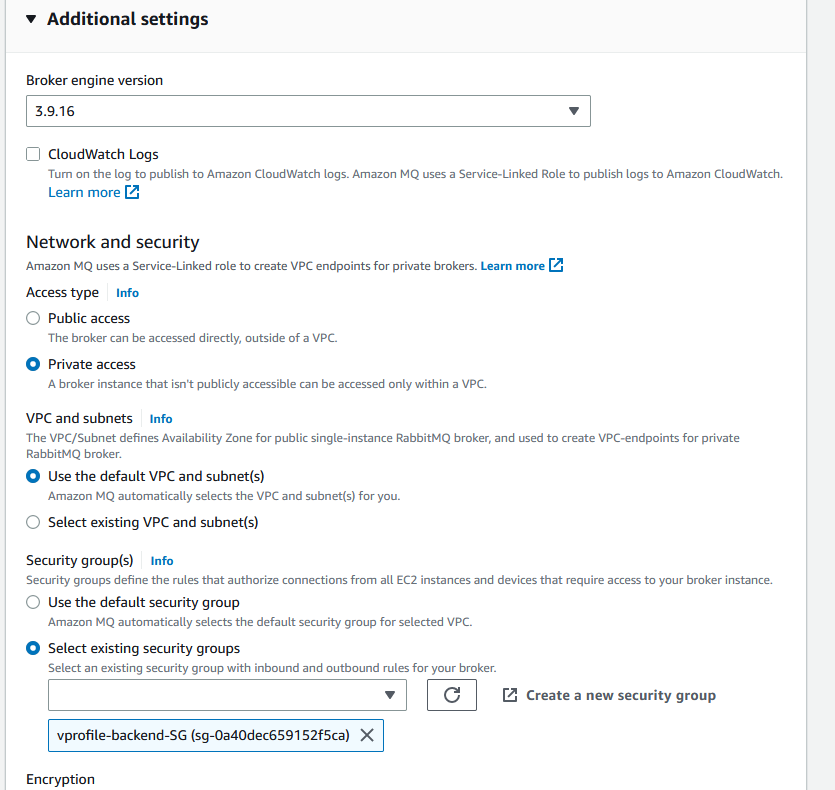 Additional settings
Broker engine version
3.9.16
CloudWatch Logs
Turn on the log to publish to Amazon CloudWatch logs. Amazon MQ uses a Service-Linked Role to publish logs to Amazon CloudWatch.
Learn more
Network and security
Amazon MQ uses a Service-Linked role to create VPC endpoints for private brokers. Learn more
Access type Info
Public access
The broker can be accessed directly, outside of a VPC.
Private access
A broker instance that isn't publicly accessible can be accessed only within a VPC.
VPC and subnets Info
The VPC/Subnet defines Availability Zone for public single-instance RabbitMQ broker, and used to create VPC-endpoints for private
RabbitMQ broker.
Use the default VPC and subnet(s)
Amazon MQ automatically selects the VPC and subnet(s) for you.
Select existing VPC and subnet(s)
Security group(s) Info
Security groups define the rules that authorize connections from all EC2 instances and devices that require access to your broker instance.
Use the default security group
Amazon MQ automatically selects the default security group for selected VPC.
Select existing security groups
Select an existing security group with inbound and outbound rules for your broker.
Create a new security group
vprofile-backend-SG (sg-0a40dec659152f5ca)
Encryption